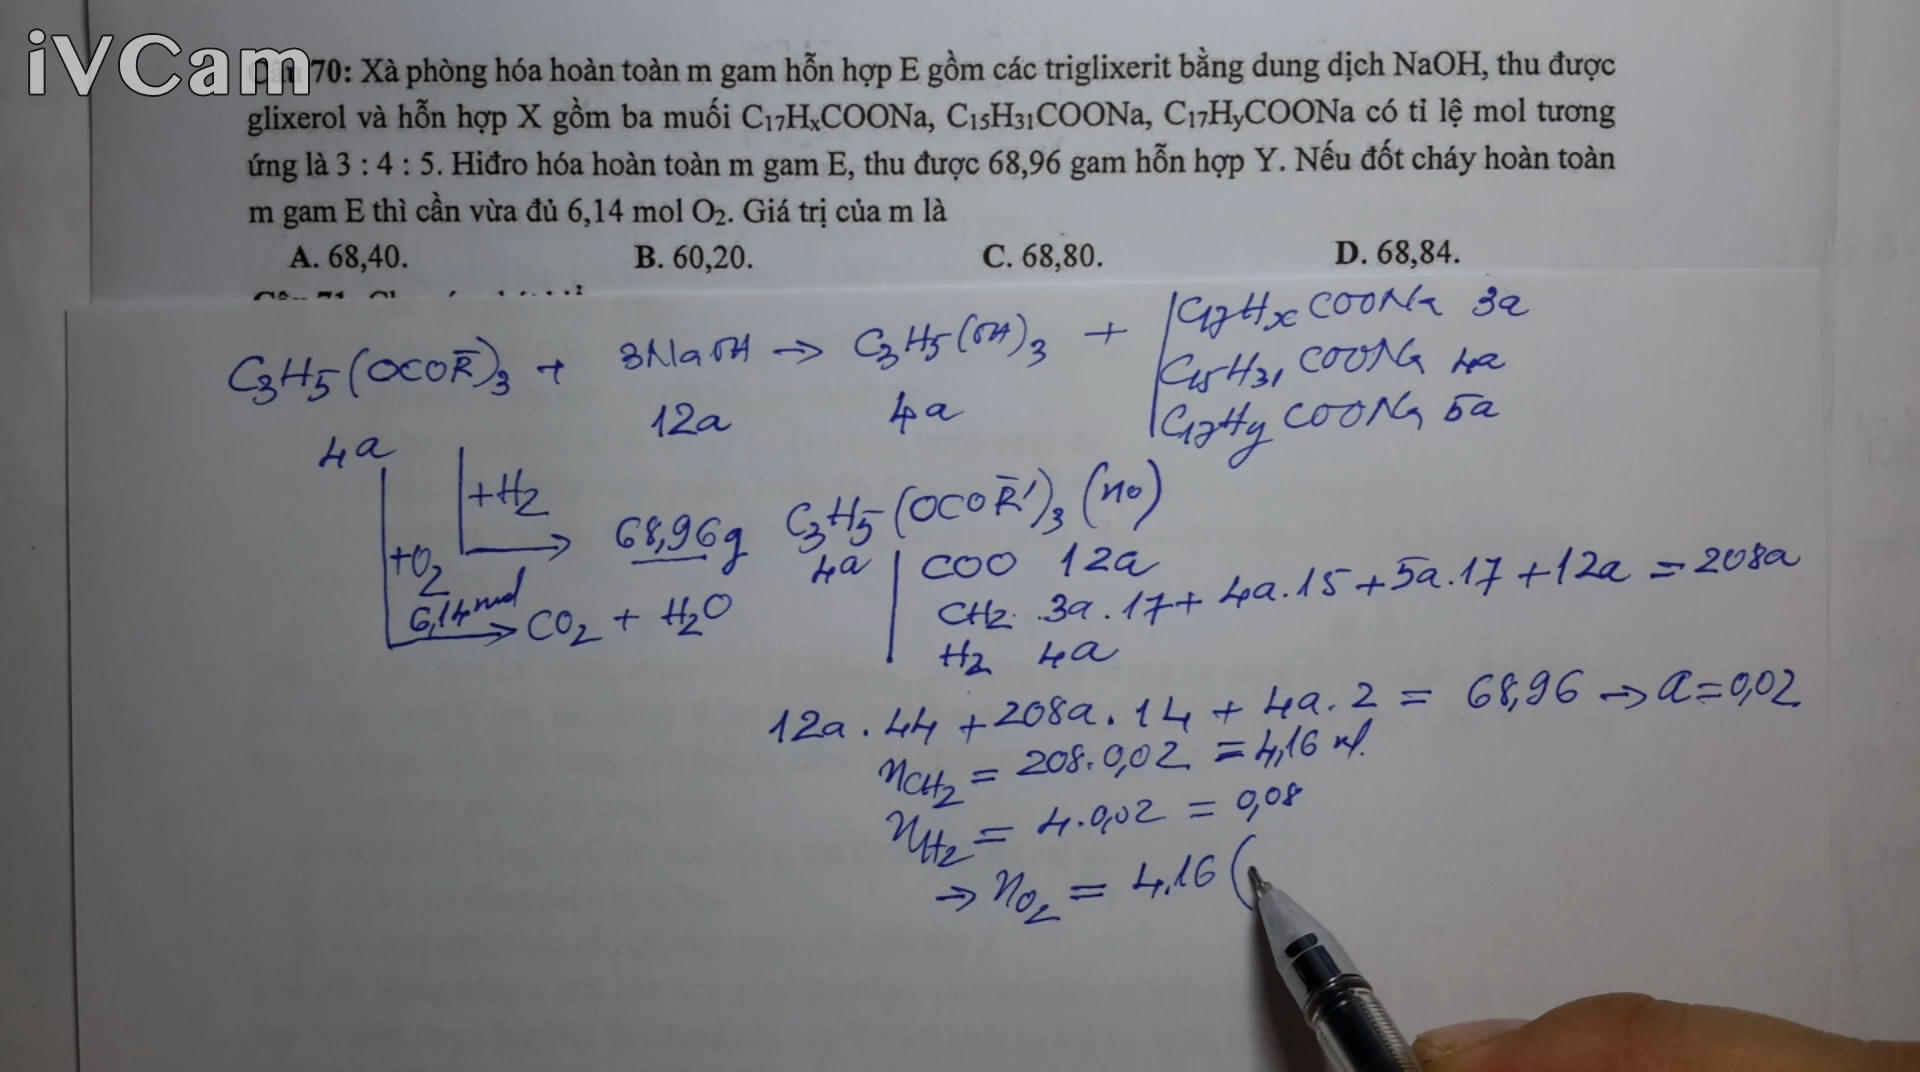 iVCam
Câu 70: Xà phòng hóa hoàn toàn m gam hỗn hợp E gồm các triglixerit bằng dung dịch NaOH, thu được
glixerol và hỗn hợp X gồm ba muối C₁₇HₓCOONa, C₁₅H₃₁COONa, C₁₇HᵧCOONa có tỉ lệ mol tương
ứng là 3 : 4 : 5. Hiđro hóa hoàn toàn m gam E, thu được 68,96 gam hỗn hợp Y. Nếu đốt cháy hoàn toàn
m gam E thì cần vừa đủ 6,14 mol O₂. Giá trị của m là
A. 68,40. B. 60,20. C. 68,80. D. 68,84.
C₃H₅(OCOR̄)₃ + 3NaOH → C₃H₅(OH)₃ + C₁₇HₓCOONa 3a
C₁₅H₃₁COONa 4a
C₁₇HᵧCOONa 5a
4a 12a 4a
+H₂ 68,96g C₃H₅(OCOR̄')₃ (no)
4a COO 12a
+O₂ CH₂ 3a.17 + 4a.15 + 5a.17 + 12a = 208a
6,14 mol → CO₂ + H₂O
H₂ 4a
12a . 44 + 208a . 14 + 4a . 2 = 68,96 → a = 0,02
nCH₂ = 208.0,02 = 4,16
nH₂ = 4.0,02 = 0,08
→ nO₂ = 4,16 (